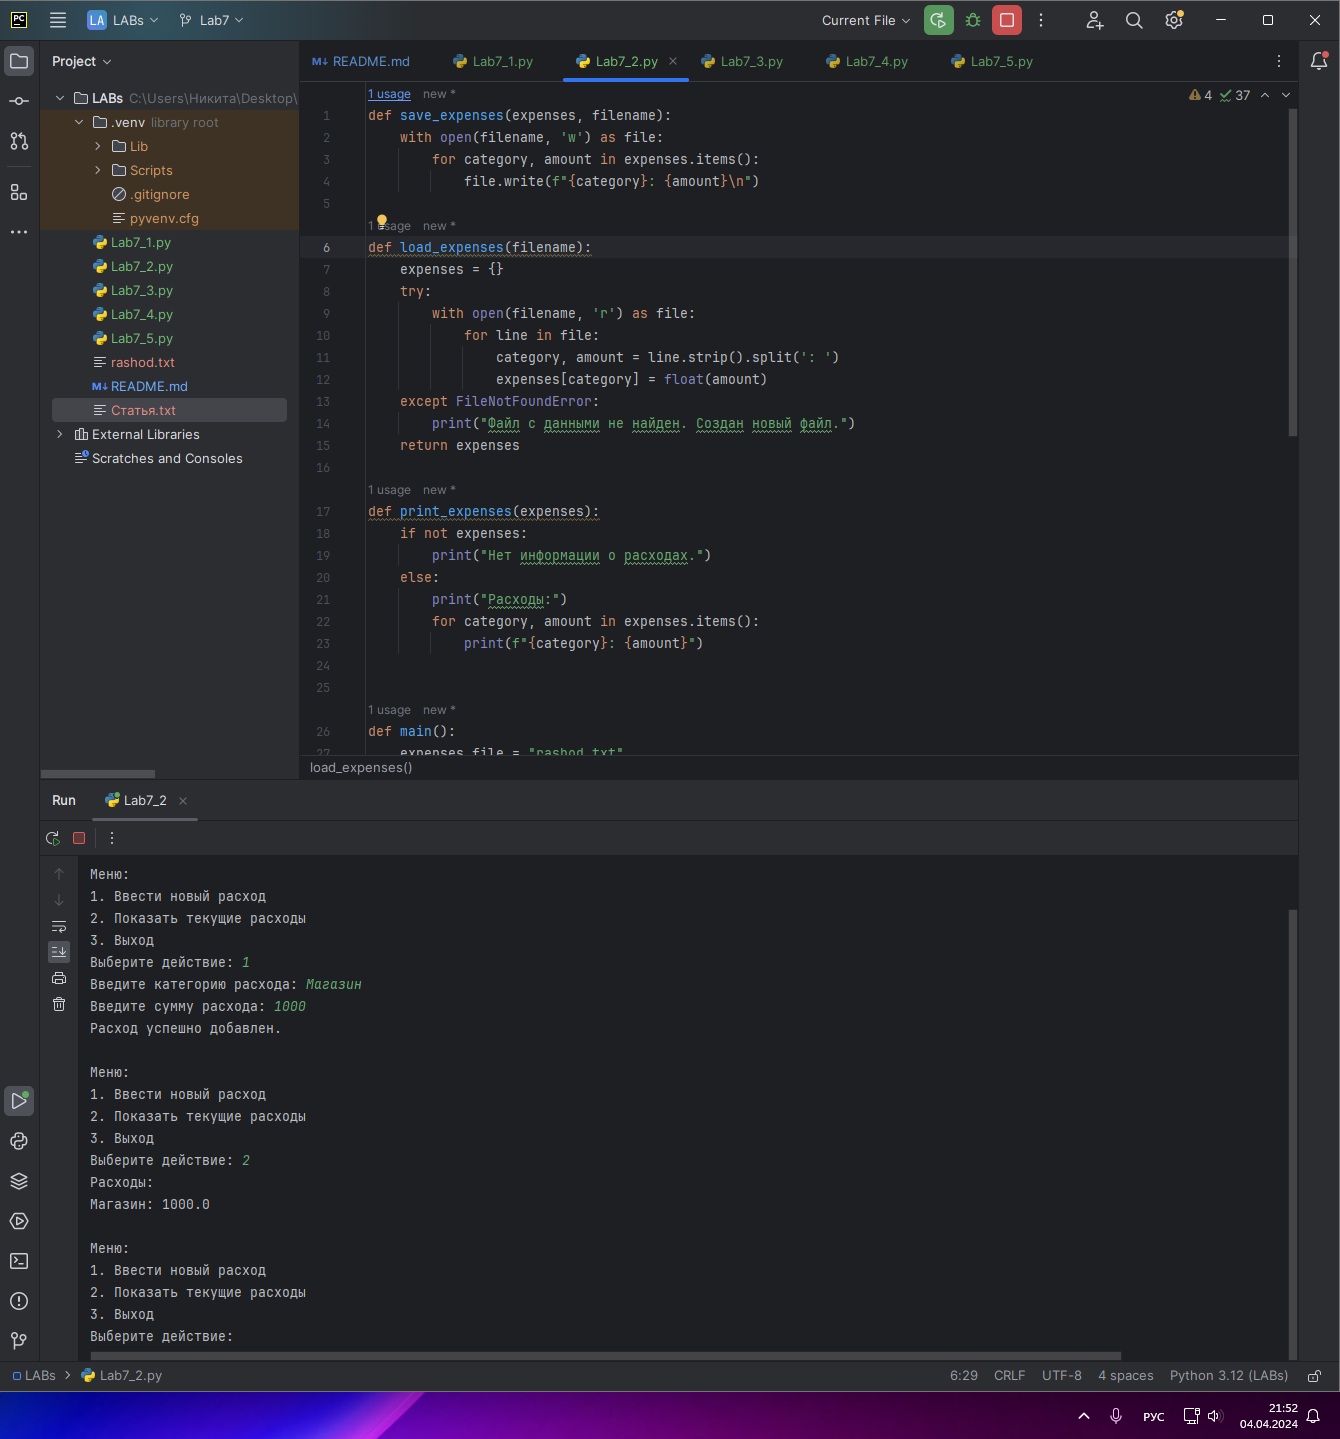 PC LA LABs Lab7 Current File
Project
README.md Lab7_1.py Lab7_2.py Lab7_3.py Lab7_4.py Lab7_5.py
LABs C:\Users\Никита\Desktop\
.venv library root
Lib
Scripts
.gitignore
pyvenv.cfg
Lab7_1.py
Lab7_2.py
Lab7_3.py
Lab7_4.py
Lab7_5.py
rashod.txt
README.md
Статья.txt
External Libraries
Scratches and Consoles
1 usage new *
4 37
1 def save_expenses(expenses, filename):
2 with open(filename, 'w') as file:
3 for category, amount in expenses.items():
4 file.write(f"{category}: {amount}\n")
5
1 usage new *
6 def load_expenses(filename):
7 expenses = {}
8 try:
9 with open(filename, 'r') as file:
10 for line in file:
11 category, amount = line.strip().split(': ')
12 expenses[category] = float(amount)
13 except FileNotFoundError:
14 print("Файл с данными не найден. Создан новый файл.")
15 return expenses
16
1 usage new *
17 def print_expenses(expenses):
18 if not expenses:
19 print("Нет информации о расходах.")
20 else:
21 print("Расходы:")
22 for category, amount in expenses.items():
23 print(f"{category}: {amount}")
24
25
1 usage new *
26 def main():
27 expenses_file = "rashod.txt"
load_expenses()
Run Lab7_2
Меню:
1. Ввести новый расход
2. Показать текущие расходы
3. Выход
Выберите действие: 1
Введите категорию расхода: Магазин
Введите сумму расхода: 1000
Расход успешно добавлен.
Меню:
1. Ввести новый расход
2. Показать текущие расходы
3. Выход
Выберите действие: 2
Расходы:
Магазин: 1000.0
Меню:
1. Ввести новый расход
2. Показать текущие расходы
3. Выход
Выберите действие:
LABs Lab7_2.py 6:29 CRLF UTF-8 4 spaces Python 3.12 (LABs)
РУС 21:52
04.04.2024